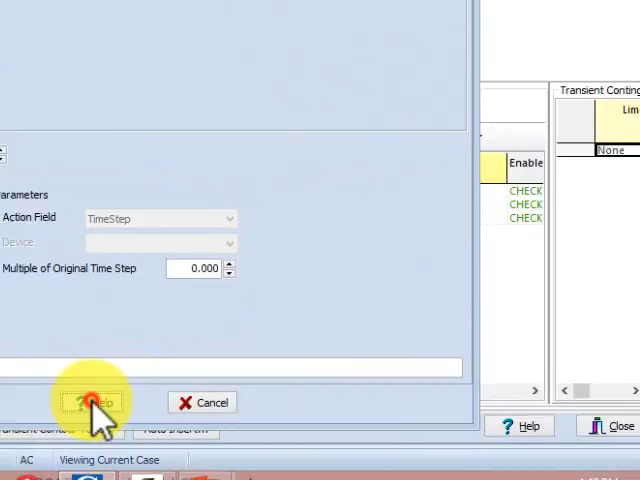 Transient Conting
Lim
None
Enable
CHECK
CHECK
CHECK
arameters
Action Field
TimeStep
Device
Multiple of Original Time Step
0.000
Cancel
Help
Close
AC
Viewing Current Case